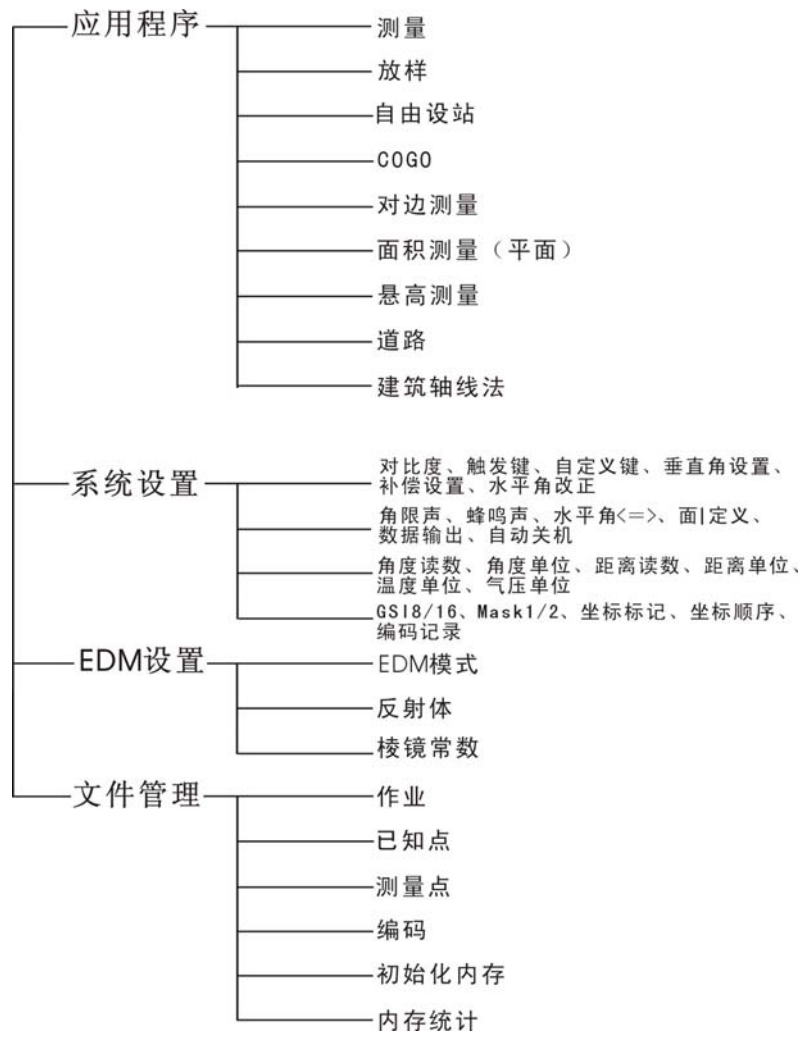 应用程序
测量
放样
自由设站
COGO
对边测量
面积测量（平面）
悬高测量
道路
建筑轴线法
系统设置
对比度、触发键、自定义键、垂直角设置、
补偿设置、水平角改正
角限声、蜂鸣声、水平角<=>、面|定义、
数据输出、自动关机
角度读数、角度单位、距离读数、距离单位、
温度单位、气压单位
GSI8/16、Mask1/2、坐标标记、坐标顺序、
编码记录
EDM设置
EDM模式
反射体
棱镜常数
文件管理
作业
已知点
测量点
编码
初始化内存
内存统计